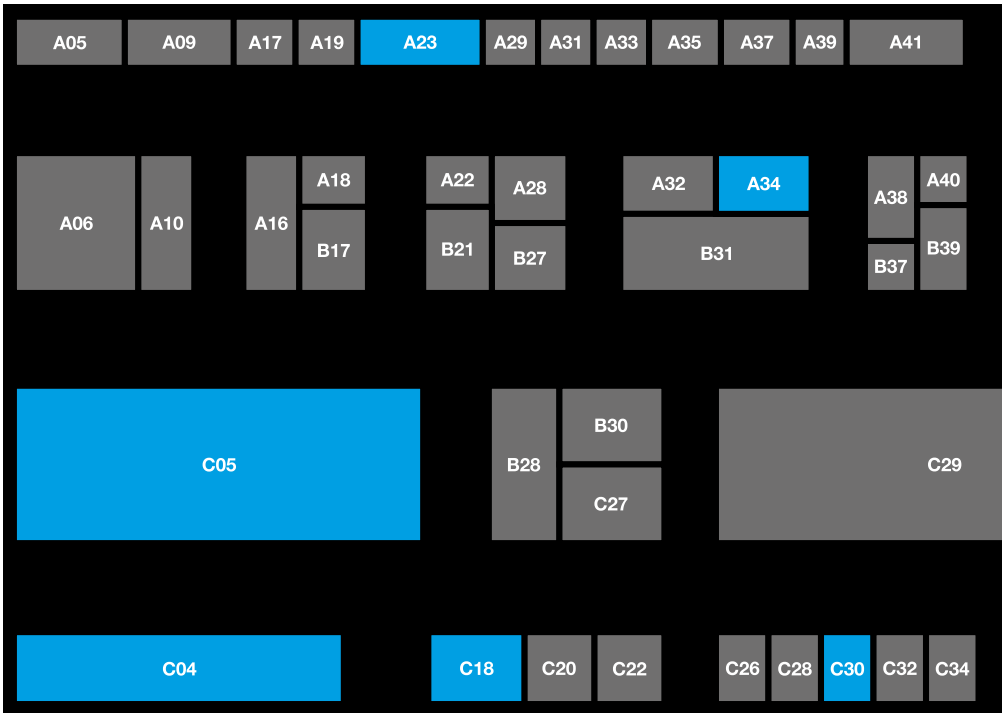 A05 A09 A17 A19 A23 A29 A31 A33 A35 A37 A39 A41
A18 A22 A28 A32 A34 A38 A40
A06 A10 A16 B17 B21 B27 B31 B37 B39
C05 B28 B30 C29
C27
C04 C18 C20 C22 C26 C28 C30 C32 C34